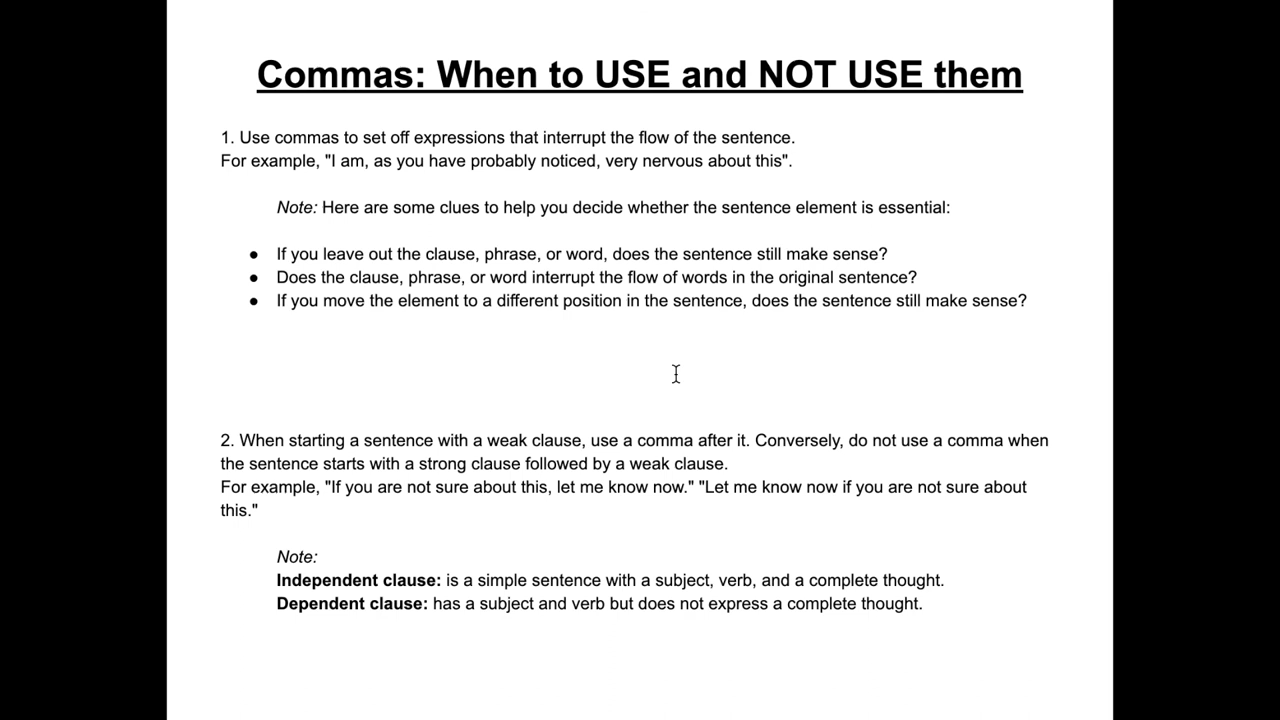 Commas: When to USE and NOT USE them
1. Use commas to set off expressions that interrupt the flow of the sentence.
For example, "I am, as you have probably noticed, very nervous about this".
Note: Here are some clues to help you decide whether the sentence element is essential:
● If you leave out the clause, phrase, or word, does the sentence still make sense?
● Does the clause, phrase, or word interrupt the flow of words in the original sentence?
● If you move the element to a different position in the sentence, does the sentence still make sense?
2. When starting a sentence with a weak clause, use a comma after it. Conversely, do not use a comma when
the sentence starts with a strong clause followed by a weak clause.
For example, "If you are not sure about this, let me know now." "Let me know now if you are not sure about
this."
Note:
Independent clause: is a simple sentence with a subject, verb, and a complete thought.
Dependent clause: has a subject and verb but does not express a complete thought.